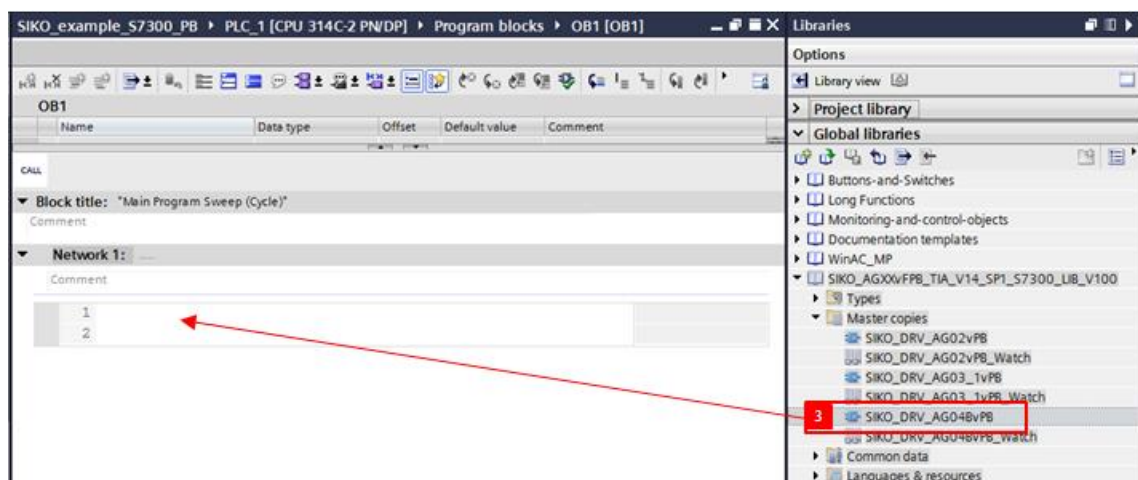 SIKO_example_S7300_PB ▸ PLC_1 [CPU 314C-2 PN/DP] ▸ Program blocks ▸ OB1 [OB1]
OB1
Name Data type Offset Default value Comment
CALL
Block title: "Main Program Sweep (Cycle)"
Comment
Network 1: .....
Comment
1
2
Libraries
Options
Library view
Project library
Global libraries
Buttons-and-Switches
Long Functions
Monitoring-and-control-objects
Documentation templates
WinAC_MP
SIKO_AGXXvFPB_TIA_V14_SP1_S7300_LIB_V100
Types
Master copies
SIKO_DRV_AG02vPB
SIKO_DRV_AG02vPB_Watch
SIKO_DRV_AG03_1vPB
SIKO_DRV_AG03_1vPB_Watch
3 SIKO_DRV_AG04BvPB
SIKO_DRV_AG04BvPB_Watch
Common data
Languages & resources